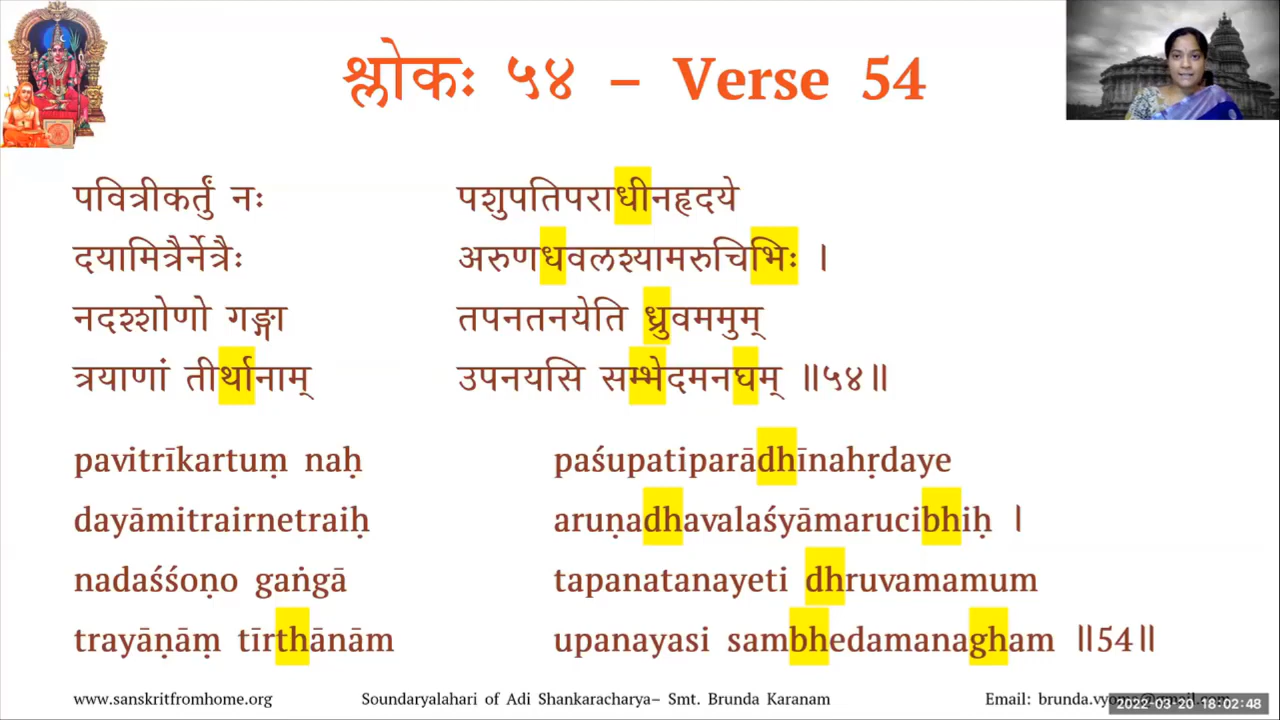 श्लोकः ५४ – Verse 54
पवित्रीकर्तुं नः पशुपतिपराधीनहृदये
दयामित्रैर्नेत्रैः अरुणधवलश्यामरुचिभिः ।
नदश्शोणो गङ्गा तपनतनयेति ध्रुवममुम्
त्रयाणां तीर्थानाम् उपनयसि सम्भेदमनघम् ॥५४॥
pavitrīkartuṃ naḥ paśupatiparādhīnahṛdaye
dayāmitrairnetraiḥ aruṇadhavalaśyāmarucibhiḥ ।
nadaśśoṇo gaṅgā tapanatanayeti dhruvamamum
trayāṇāṃ tīrthānām upanayasi sambhedamanagham ॥54॥
www.sanskritfromhome.org Soundaryalahari of Adi Shankaracharya– Smt. Brunda Karanam Email:
2022-03-20 18:02:48